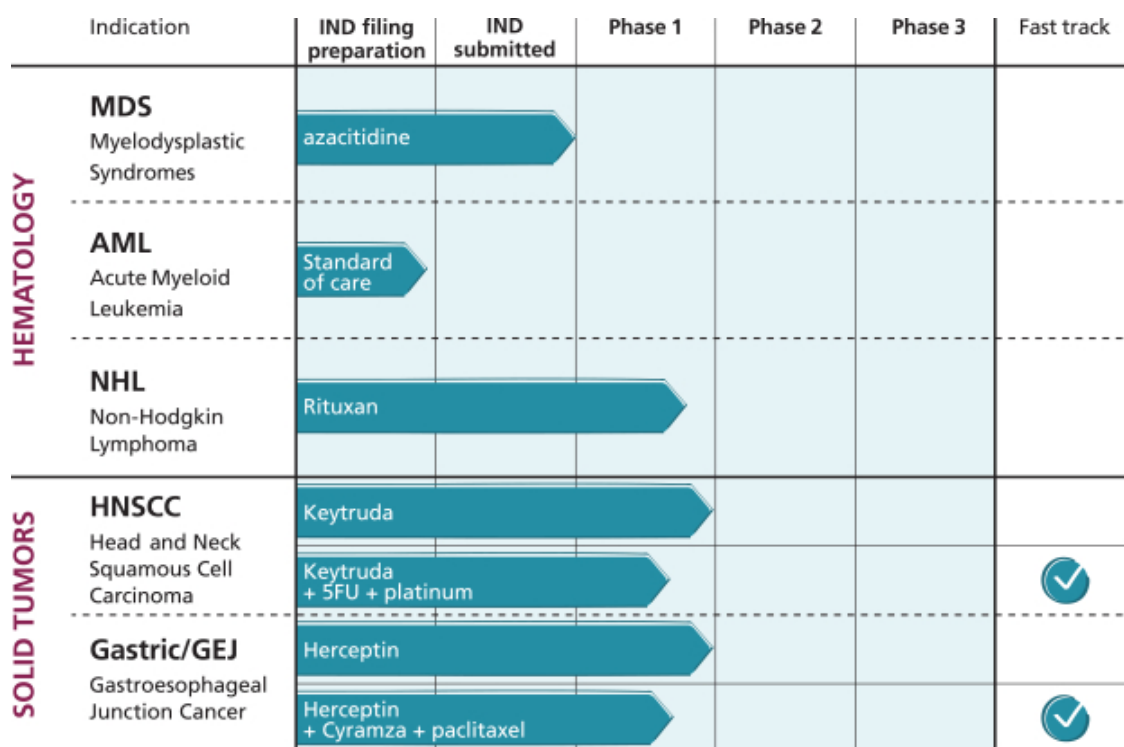 Indication
IND filing
preparation
IND
submitted
Phase 1
Phase 2
Phase 3
Fast track
HEMATOLOGY
MDS
Myelodysplastic
Syndromes
azacitidine
AML
Acute Myeloid
Leukemia
Standard
of care
NHL
Non-Hodgkin
Lymphoma
Rituxan
SOLID TUMORS
HNSCC
Head and Neck
Squamous Cell
Carcinoma
Keytruda
Keytruda
+ 5FU + platinum
Gastric/GEJ
Gastroesophageal
Junction Cancer
Herceptin
Herceptin
+ Cyramza + paclitaxel